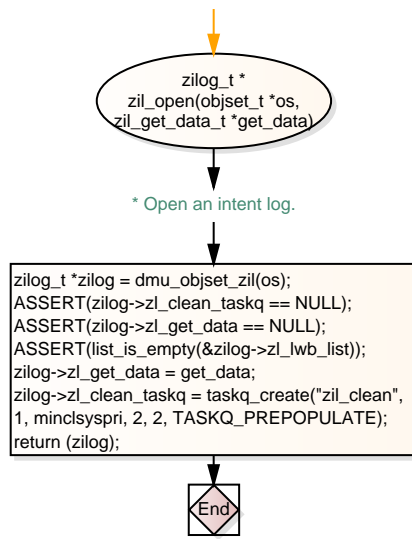 zilog_t *
zil_open(objset_t *os,
zil_get_data_t *get_data)
* Open an intent log.
zilog_t *zilog = dmu_objset_zil(os);
ASSERT(zilog->zl_clean_taskq == NULL);
ASSERT(zilog->zl_get_data == NULL);
ASSERT(list_is_empty(&zilog->zl_lwb_list));
zilog->zl_get_data = get_data;
zilog->zl_clean_taskq = taskq_create("zil_clean",
1, minclsyspri, 2, 2, TASKQ_PREPOPULATE);
return (zilog);
End